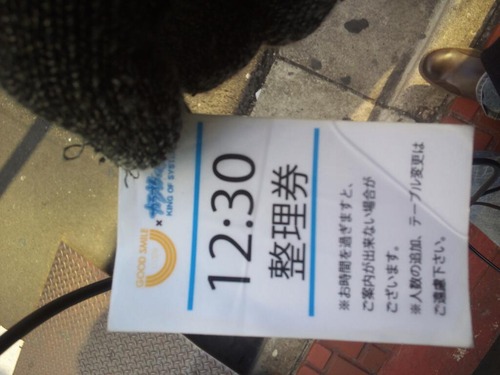 GOOD SMILE
×
KING OF SYSTEM
12:30
整理券
※お時間を過ぎますと、
ご案内が出来ない場合が
ございます。
※人数の追加、テーブル変更は
ご遠慮下さい。